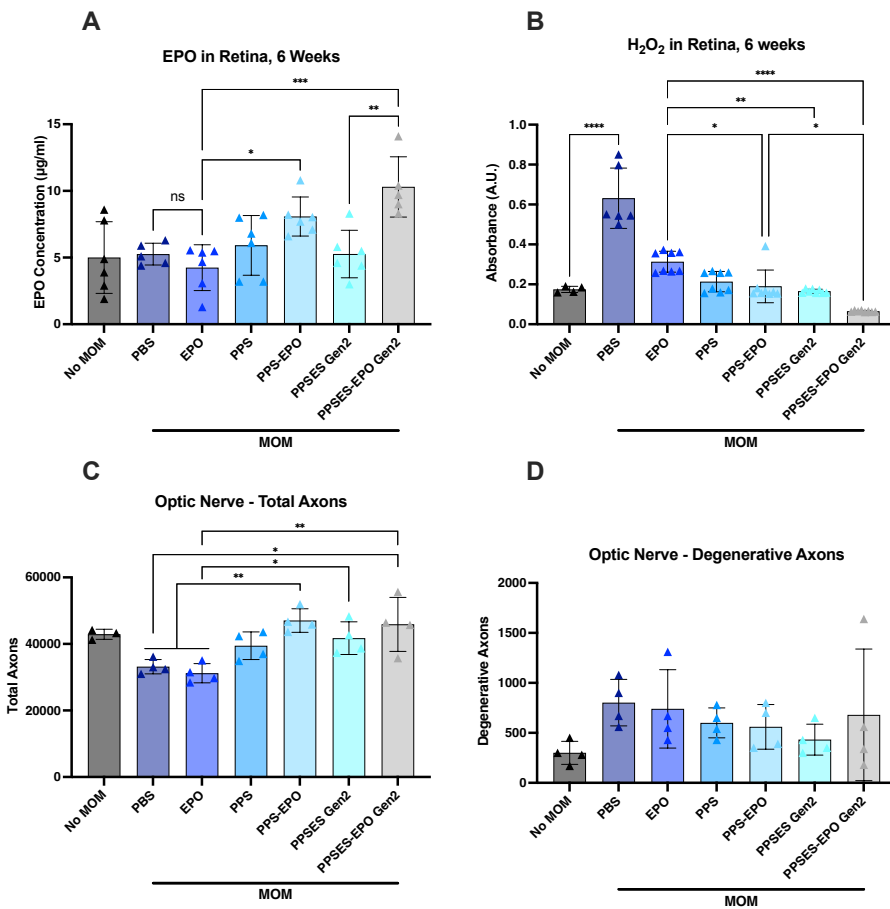 A
EPO in Retina, 6 Weeks
***
**
*
ns
EPO Concentration (µg/ml)
15
10
5
0
No MOM
PBS
EPO
PPS
PPS-EPO
PPSES Gen2
PPSES-EPO Gen2
MOM
B
H₂O₂ in Retina, 6 weeks
****
**
****
*
*
Absorbance (A.U.)
1.0
0.8
0.6
0.4
0.2
0.0
No MOM
PBS
EPO
PPS
PPS-EPO
PPSES Gen2
PPSES-EPO Gen2
MOM
C
Optic Nerve - Total Axons
**
*
*
**
Total Axons
60000
40000
20000
0
No MOM
PBS
EPO
PPS
PPS-EPO
PPSES Gen2
PPSES-EPO Gen2
MOM
D
Optic Nerve - Degenerative Axons
Degenerative Axons
2000
1500
1000
500
0
No MOM
PBS
EPO
PPS
PPS-EPO
PPSES Gen2
PPSES-EPO Gen2
MOM